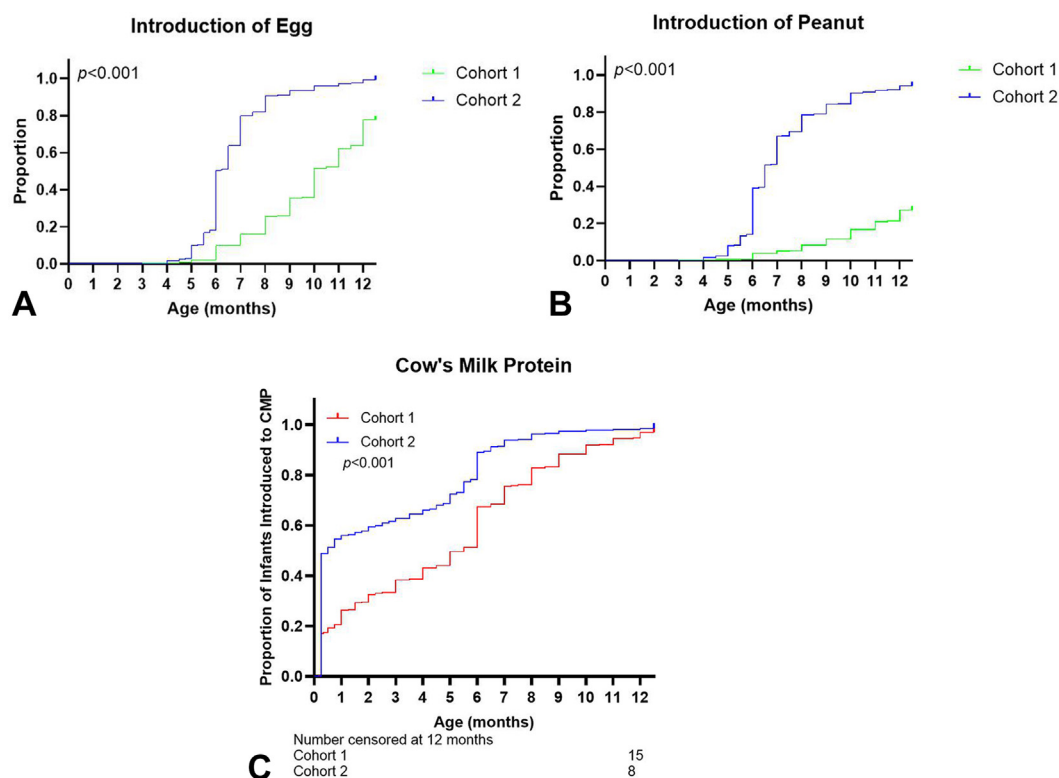 Introduction of Egg
p<0.001
Cohort 1
Cohort 2
1.0
0.8
0.6
0.4
0.2
0.0
Proportion
0 1 2 3 4 5 6 7 8 9 10 11 12
Age (months)
A
Introduction of Peanut
p<0.001
Cohort 1
Cohort 2
1.0
0.8
0.6
0.4
0.2
0.0
Proportion
0 1 2 3 4 5 6 7 8 9 10 11 12
Age (months)
B
Cow's Milk Protein
Cohort 1
Cohort 2
p<0.001
1.0
0.8
0.6
0.4
0.2
0.0
Proportion of Infants Introduced to CMP
0 1 2 3 4 5 6 7 8 9 10 11 12
Age (months)
Number censored at 12 months
Cohort 1 15
Cohort 2 8
C